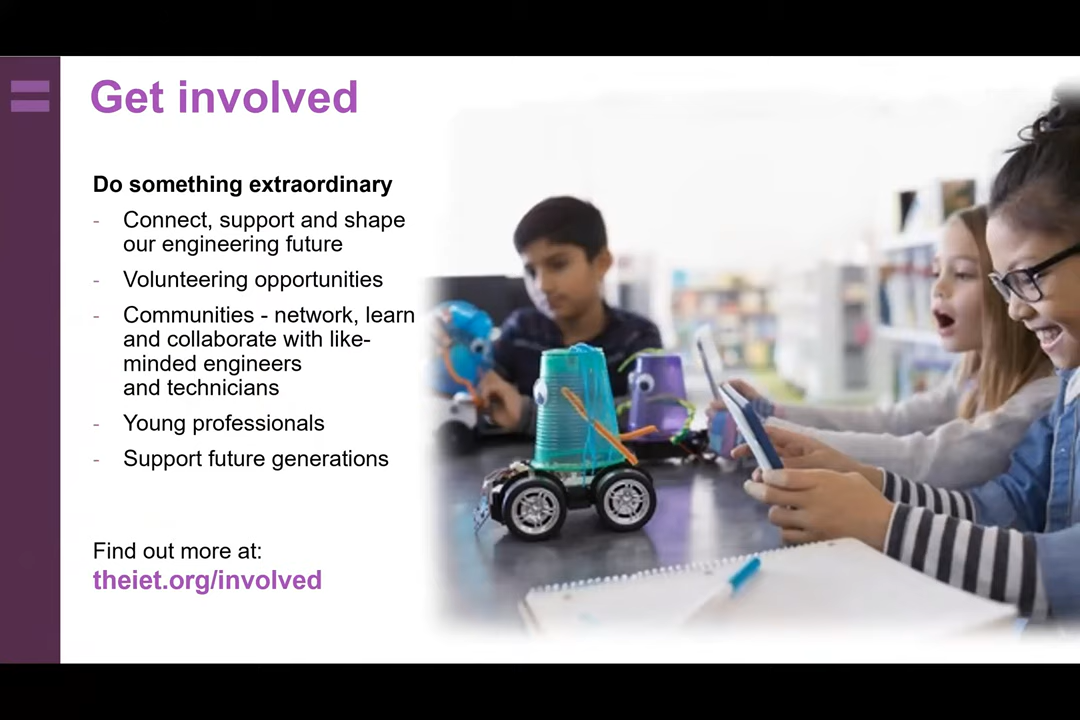 Get involved
Do something extraordinary
- Connect, support and shape
our engineering future
- Volunteering opportunities
- Communities - network, learn
and collaborate with like-
minded engineers
and technicians
- Young professionals
- Support future generations
Find out more at:
theiet.org/involved